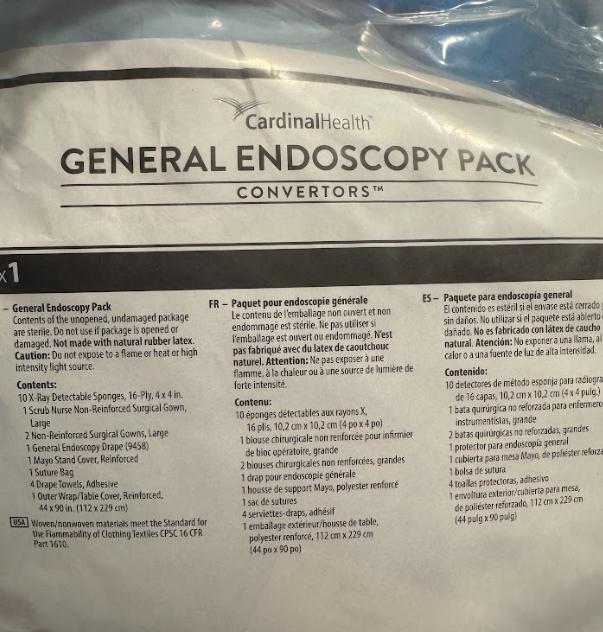 CardinalHealth™
GENERAL ENDOSCOPY PACK
CONVERTORS™
x1
– General Endoscopy Pack
Contents of the unopened, undamaged package
are sterile. Do not use if package is opened or
damaged. Not made with natural rubber latex.
Caution: Do not expose to a flame or heat or high
intensity light source.
Contents:
10 X-Ray Detectable Sponges, 16-Ply, 4 x 4 in.
1 Scrub Nurse Non-Reinforced Surgical Gown,
Large
2 Non-Reinforced Surgical Gowns, Large
1 General Endoscopy Drape (9458)
1 Mayo Stand Cover, Reinforced
1 Suture Bag
4 Drape Towels, Adhesive
1 Outer Wrap/Table Cover, Reinforced,
44 x 90 in. (112 x 229 cm)
USA Woven/nonwoven materials meet the Standard for
the Flammability of Clothing Textiles CPSC 16 CFR
Part 1610.
FR – Paquet pour endoscopie générale
Le contenu de l'emballage non ouvert et non
endommagé est stérile. Ne pas utiliser si
l'emballage est ouvert ou endommagé. N'est
pas fabriqué avec du latex de caoutchouc
naturel. Attention: Ne pas exposer à une
flamme, à la chaleur ou à une source de lumière de
forte intensité.
Contenu:
10 éponges détectables aux rayons X,
16 plis, 10,2 cm x 10,2 cm (4 po x 4 po)
1 blouse chirurgicale non renforcée pour infirmier
de bloc opératoire, grande
2 blouses chirurgicales non renforcées, grandes
1 drap pour endoscopie générale
1 housse de support Mayo, polyester renforcé
1 sac de sutures
4 serviettes-draps, adhésif
1 emballage extérieur/housse de table,
polyester renforcé, 112 cm x 229 cm
(44 po x 90 po)
ES – Paquete para endoscopía general
El contenido es estéril si el envase está cerrado
sin daños. No utilizar si el paquete está abierto
dañado. No es fabricado con látex de caucho
natural. Atención: No exponer a una llama, al
calor o a una fuente de luz de alta intensidad.
Contenido:
10 detectores de método esponja para radiogra
de 16 capas, 10,2 cm x 10,2 cm (4 x 4 pulg.)
1 bata quirúrgica no reforzada para enfermero
instrumentistas, grande
2 batas quirúrgicas no reforzadas, grandes
1 protector para endoscopía general
1 cubierta para mesa Mayo, de poliéster reforza
1 bolsa de sutura
4 toallas protectoras, adhesivo
1 envoltura exterior/cubierta para mesa,
de poliéster reforzado, 112 cm x 229 cm
(44 pulg x 90 pulg)